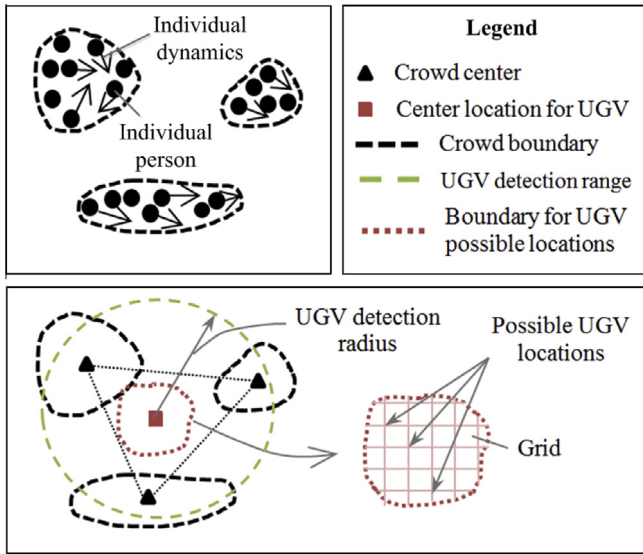 Individual
dynamics
Individual
person
Legend
Crowd center
Center location for UGV
Crowd boundary
UGV detection range
Boundary for UGV
possible locations
UGV detection
radius
Possible UGV
locations
Grid